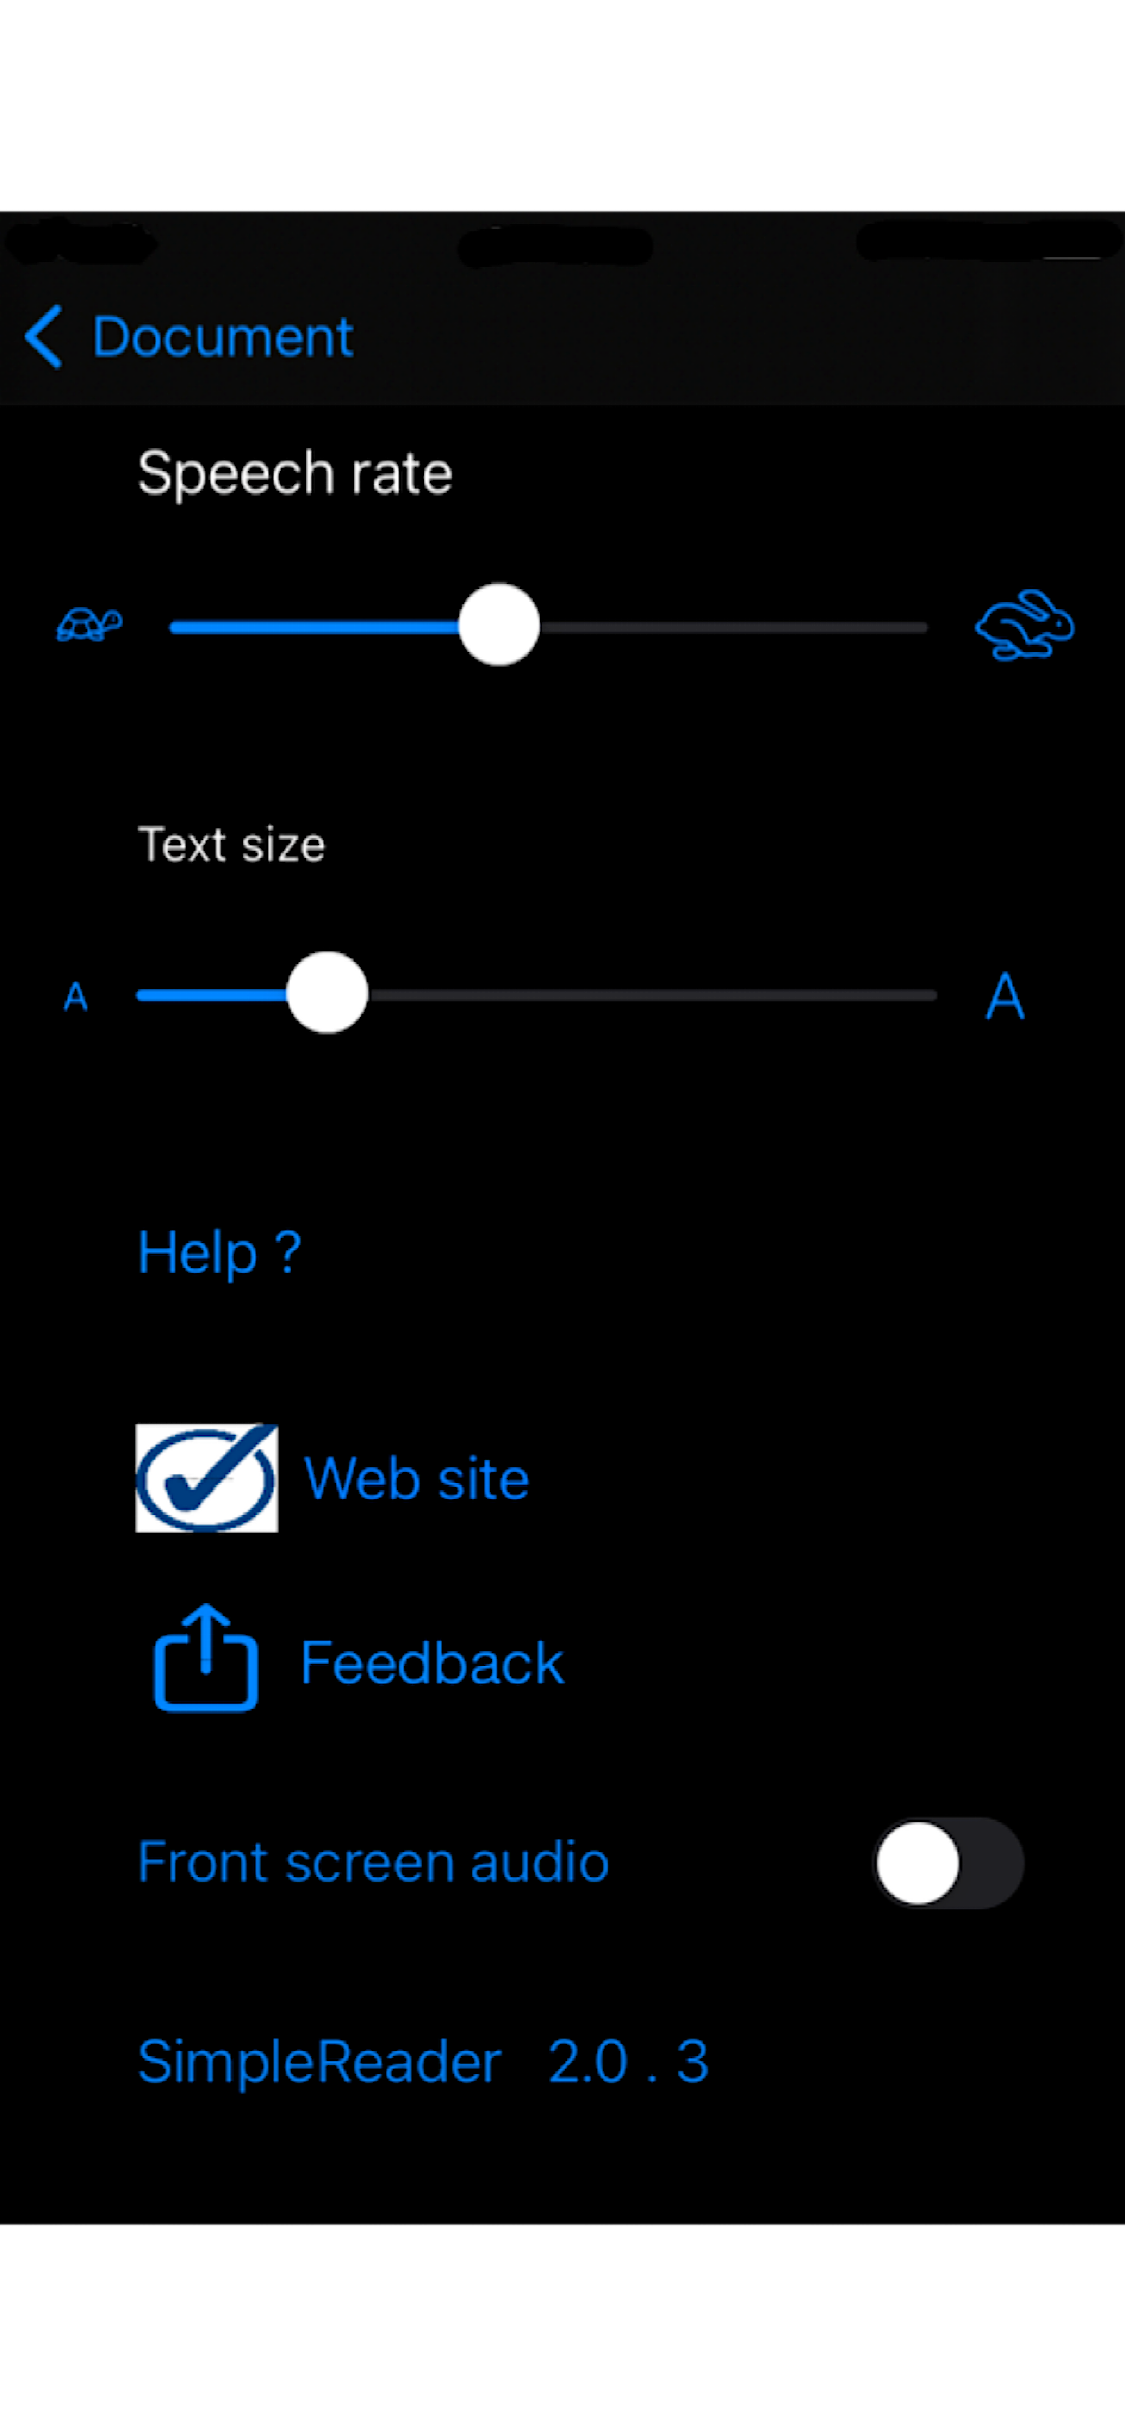 Document
Speech rate
Text size
A A
Help ?
Web site
Feedback
Front screen audio
SimpleReader 2.0 . 3